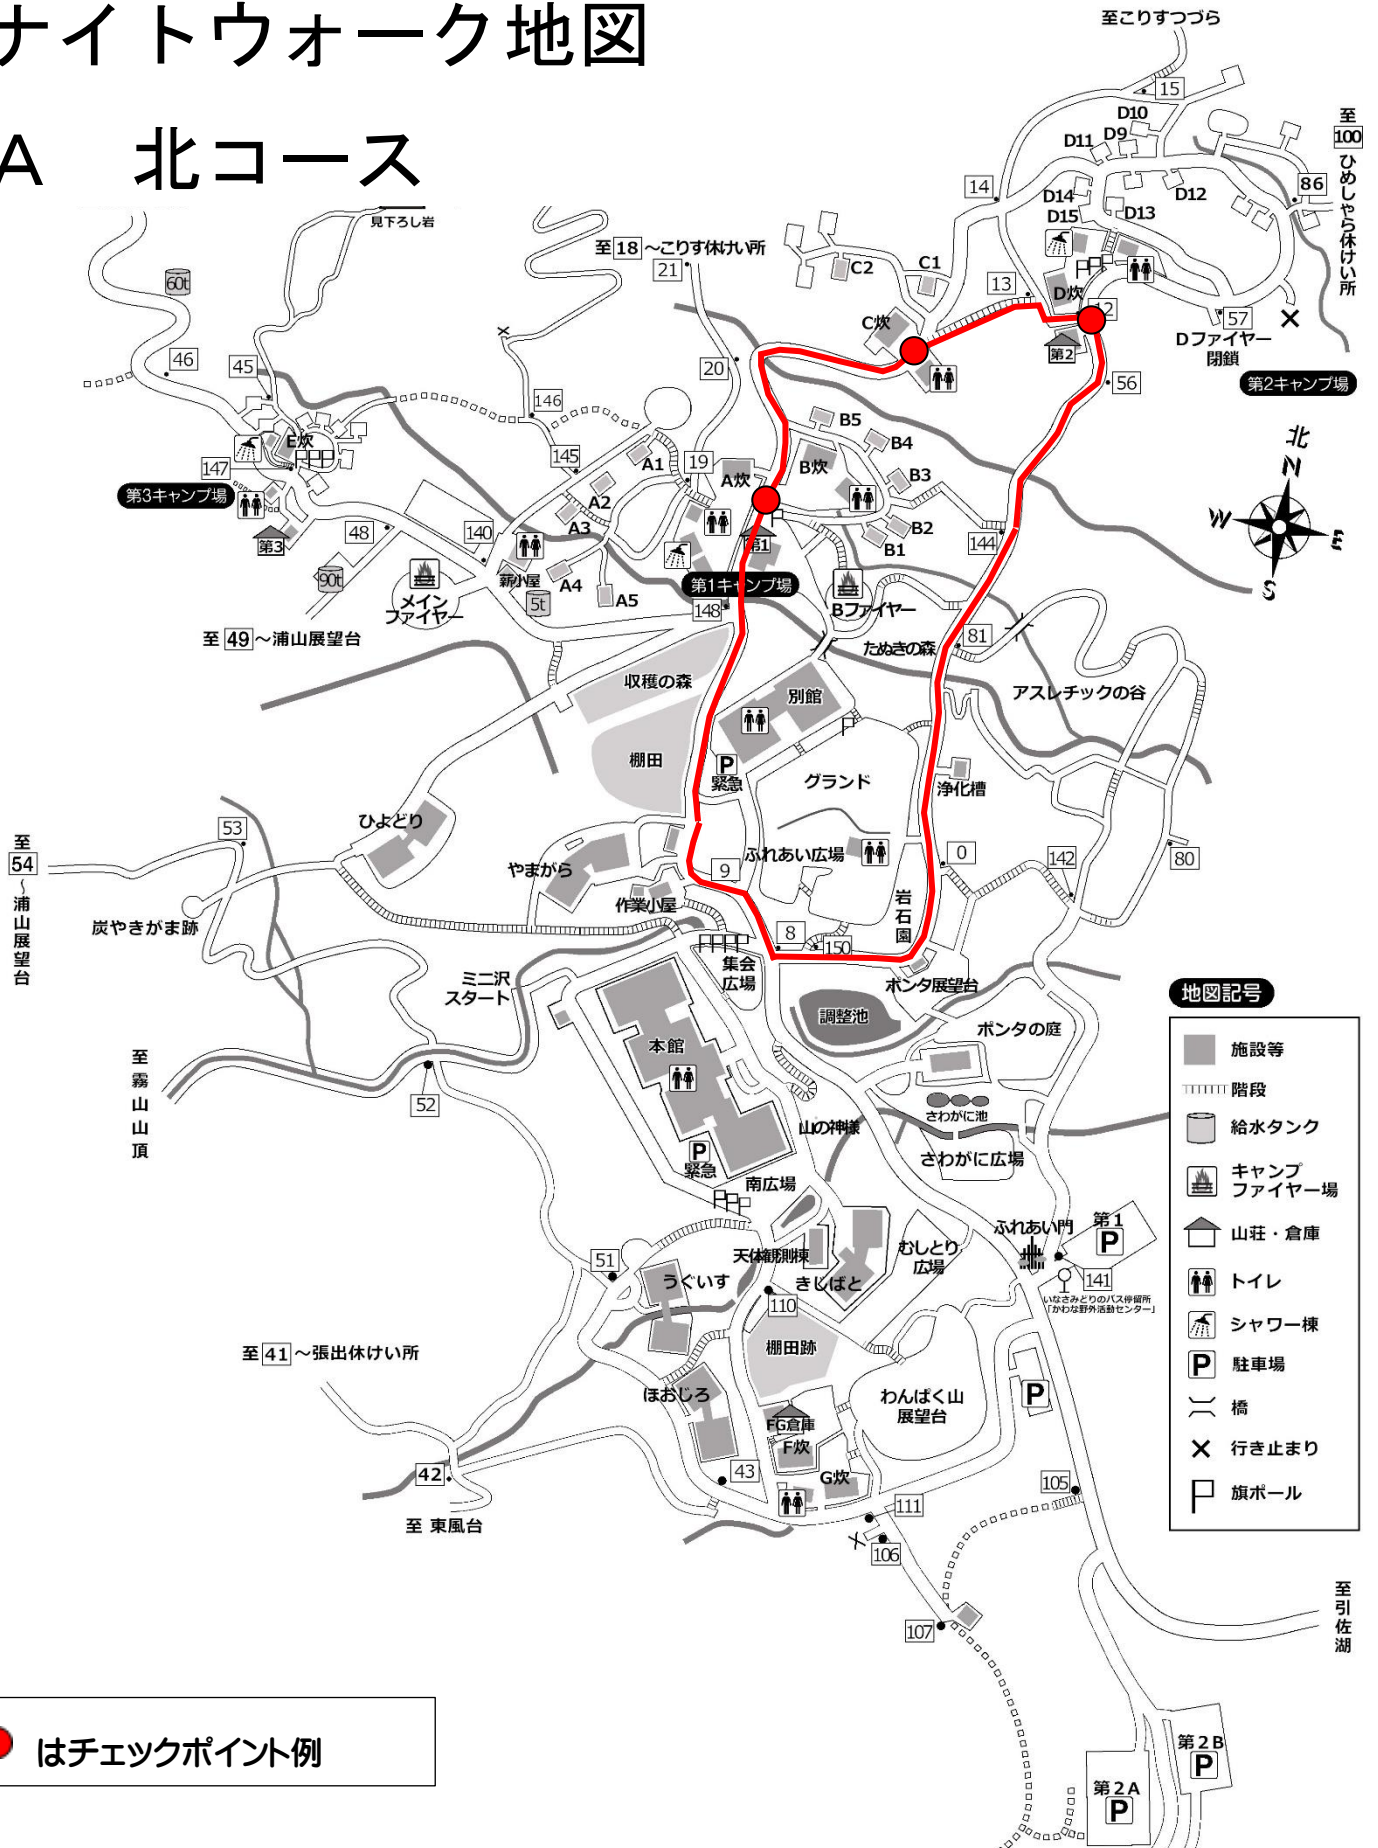 ナイトウォーク地図
A 北コース
至こりすつづら
15
至
100
ひめしゃら休けい所
D10
D9
D11
D12
D13
D14
D15
86
14
13
12
D炊
第2
57
Dファイヤー
閉鎖
第2キャンプ場
56
見下ろし岩
60t
46
45
E炊
147
第3キャンプ場
第3
48
90t
至49~浦山展望台
146
145
140
メイン
ファイヤー
薪小屋
5t
至18~こりす休けい所
21
20
19
C2
C1
C炊
A1
A2
A3
A4
A5
A炊
B炊
B5
B4
B3
B2
B1
第1
第1キャンプ場
148
144
Bファイヤー
たぬきの森
81
アスレチックの谷
北
N
W
E
S
収穫の森
別館
棚田
P
緊急
グランド
浄化槽
ひよどり
やまがら
作業小屋
ふれあい広場
岩石園
9
8
150
0
142
80
53
至
54
~浦山展望台
炭やきがま跡
ミニ沢
スタート
集会
広場
ポンタ展望台
調整池
ポンタの庭
本館
至霧山山頂
52
さわがに池
さわがに広場
山の神様
P
緊急
南広場
天体観測棟
きじばと
むしとり
広場
ふれあい門
第1
P
141
いなさみどりのバス停留所
「かわな野外活動センター」
51
うぐいす
110
棚田跡
至41~張出休けい所
ほおじろ
わんぱく山
展望台
P
FG倉庫
F炊
G炊
42
43
至 東風台
111
106
105
107
至引佐湖
第2B
P
第2A
P
地図記号
施設等
階段
給水タンク
キャンプ
ファイヤー場
山荘・倉庫
トイレ
シャワー棟
P 駐車場
橋
行き止まり
旗ポール
はチェックポイント例